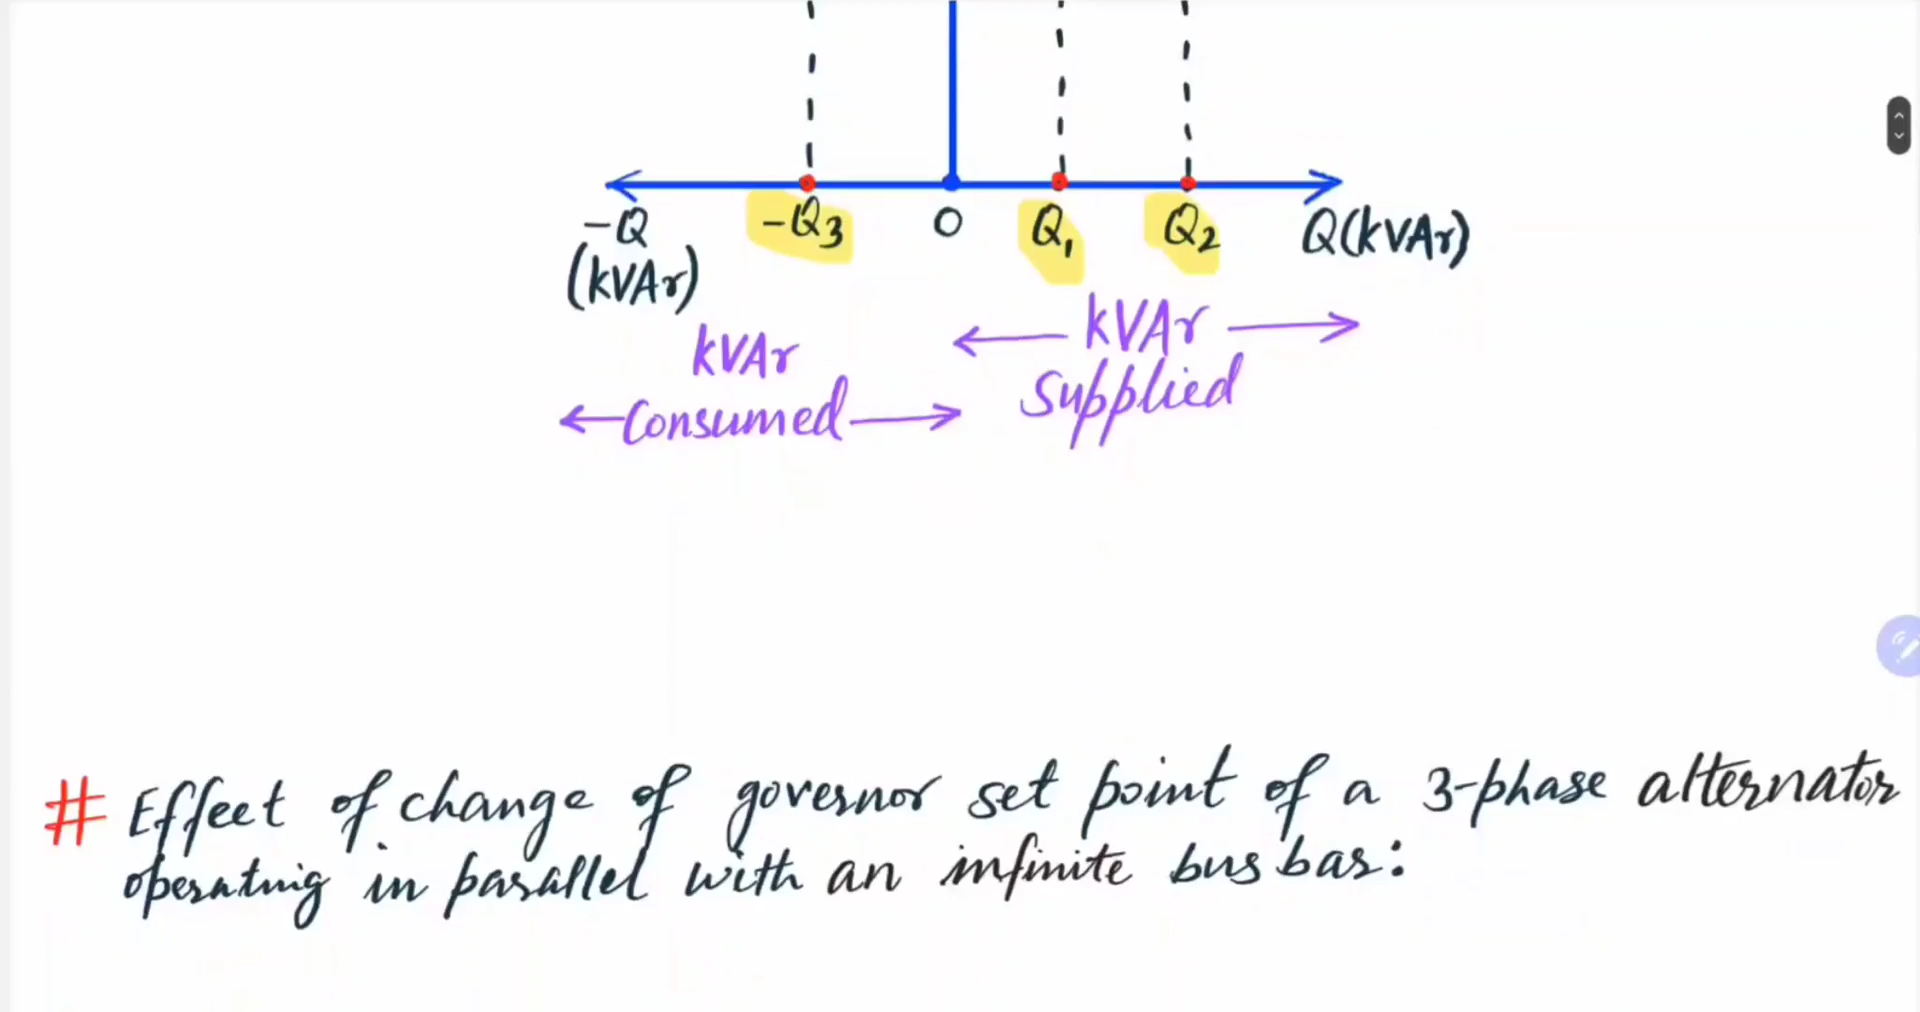 -Q -Q3 0 Q1 Q2 Q(kVAr)
(kVAr)
kVAr kVAr
Consumed Supplied
# Effect of change of governor set point of a 3-phase alternator
operating in parallel with an infinite bus bar: